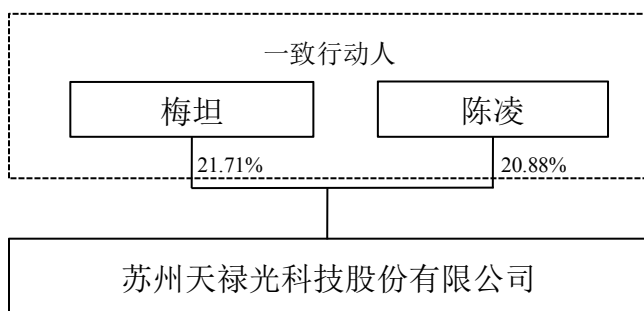 一致行动人
梅坦
陈凌
21.71%
20.88%
苏州天禄光科技股份有限公司